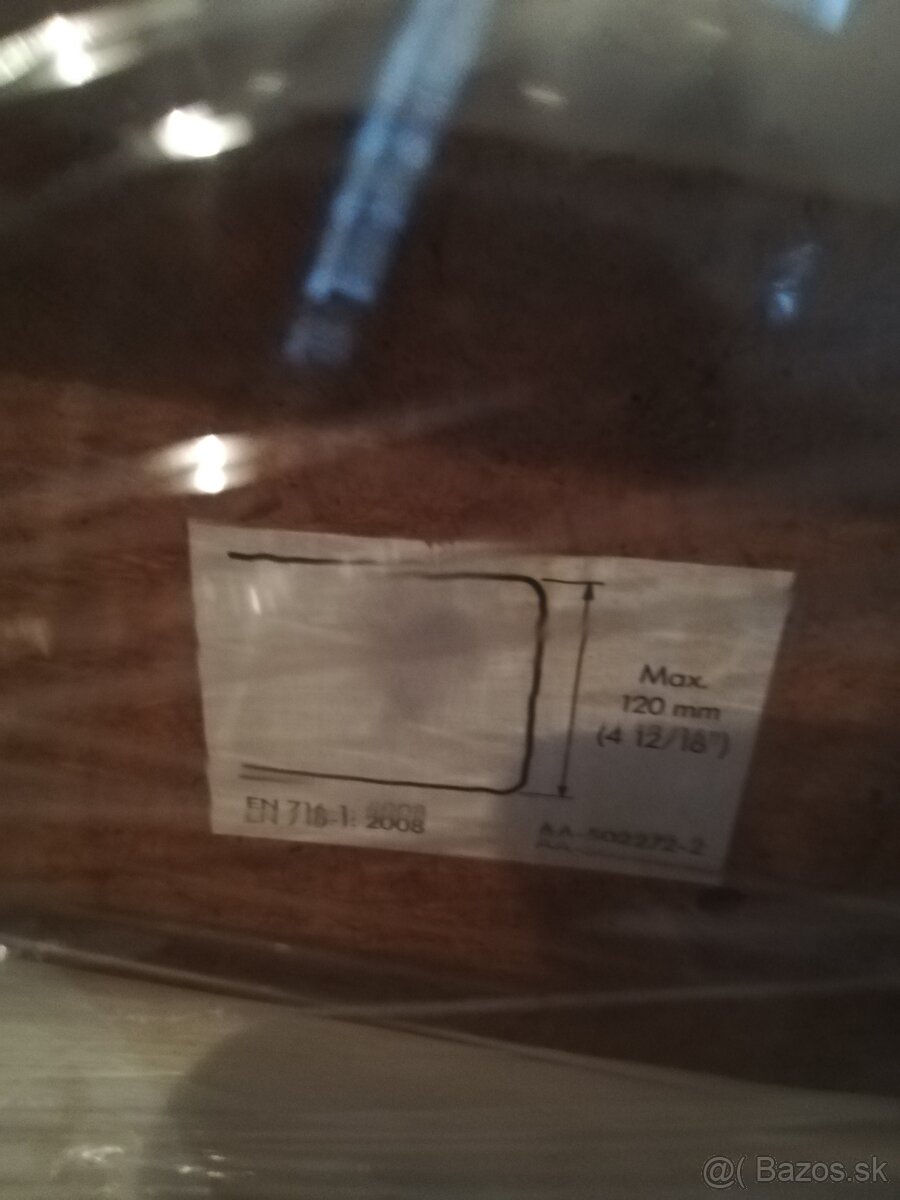 Max.
120 mm
(4 12/16")
EN 716-1: 2008
AA-502272-2
@( Bazos.sk